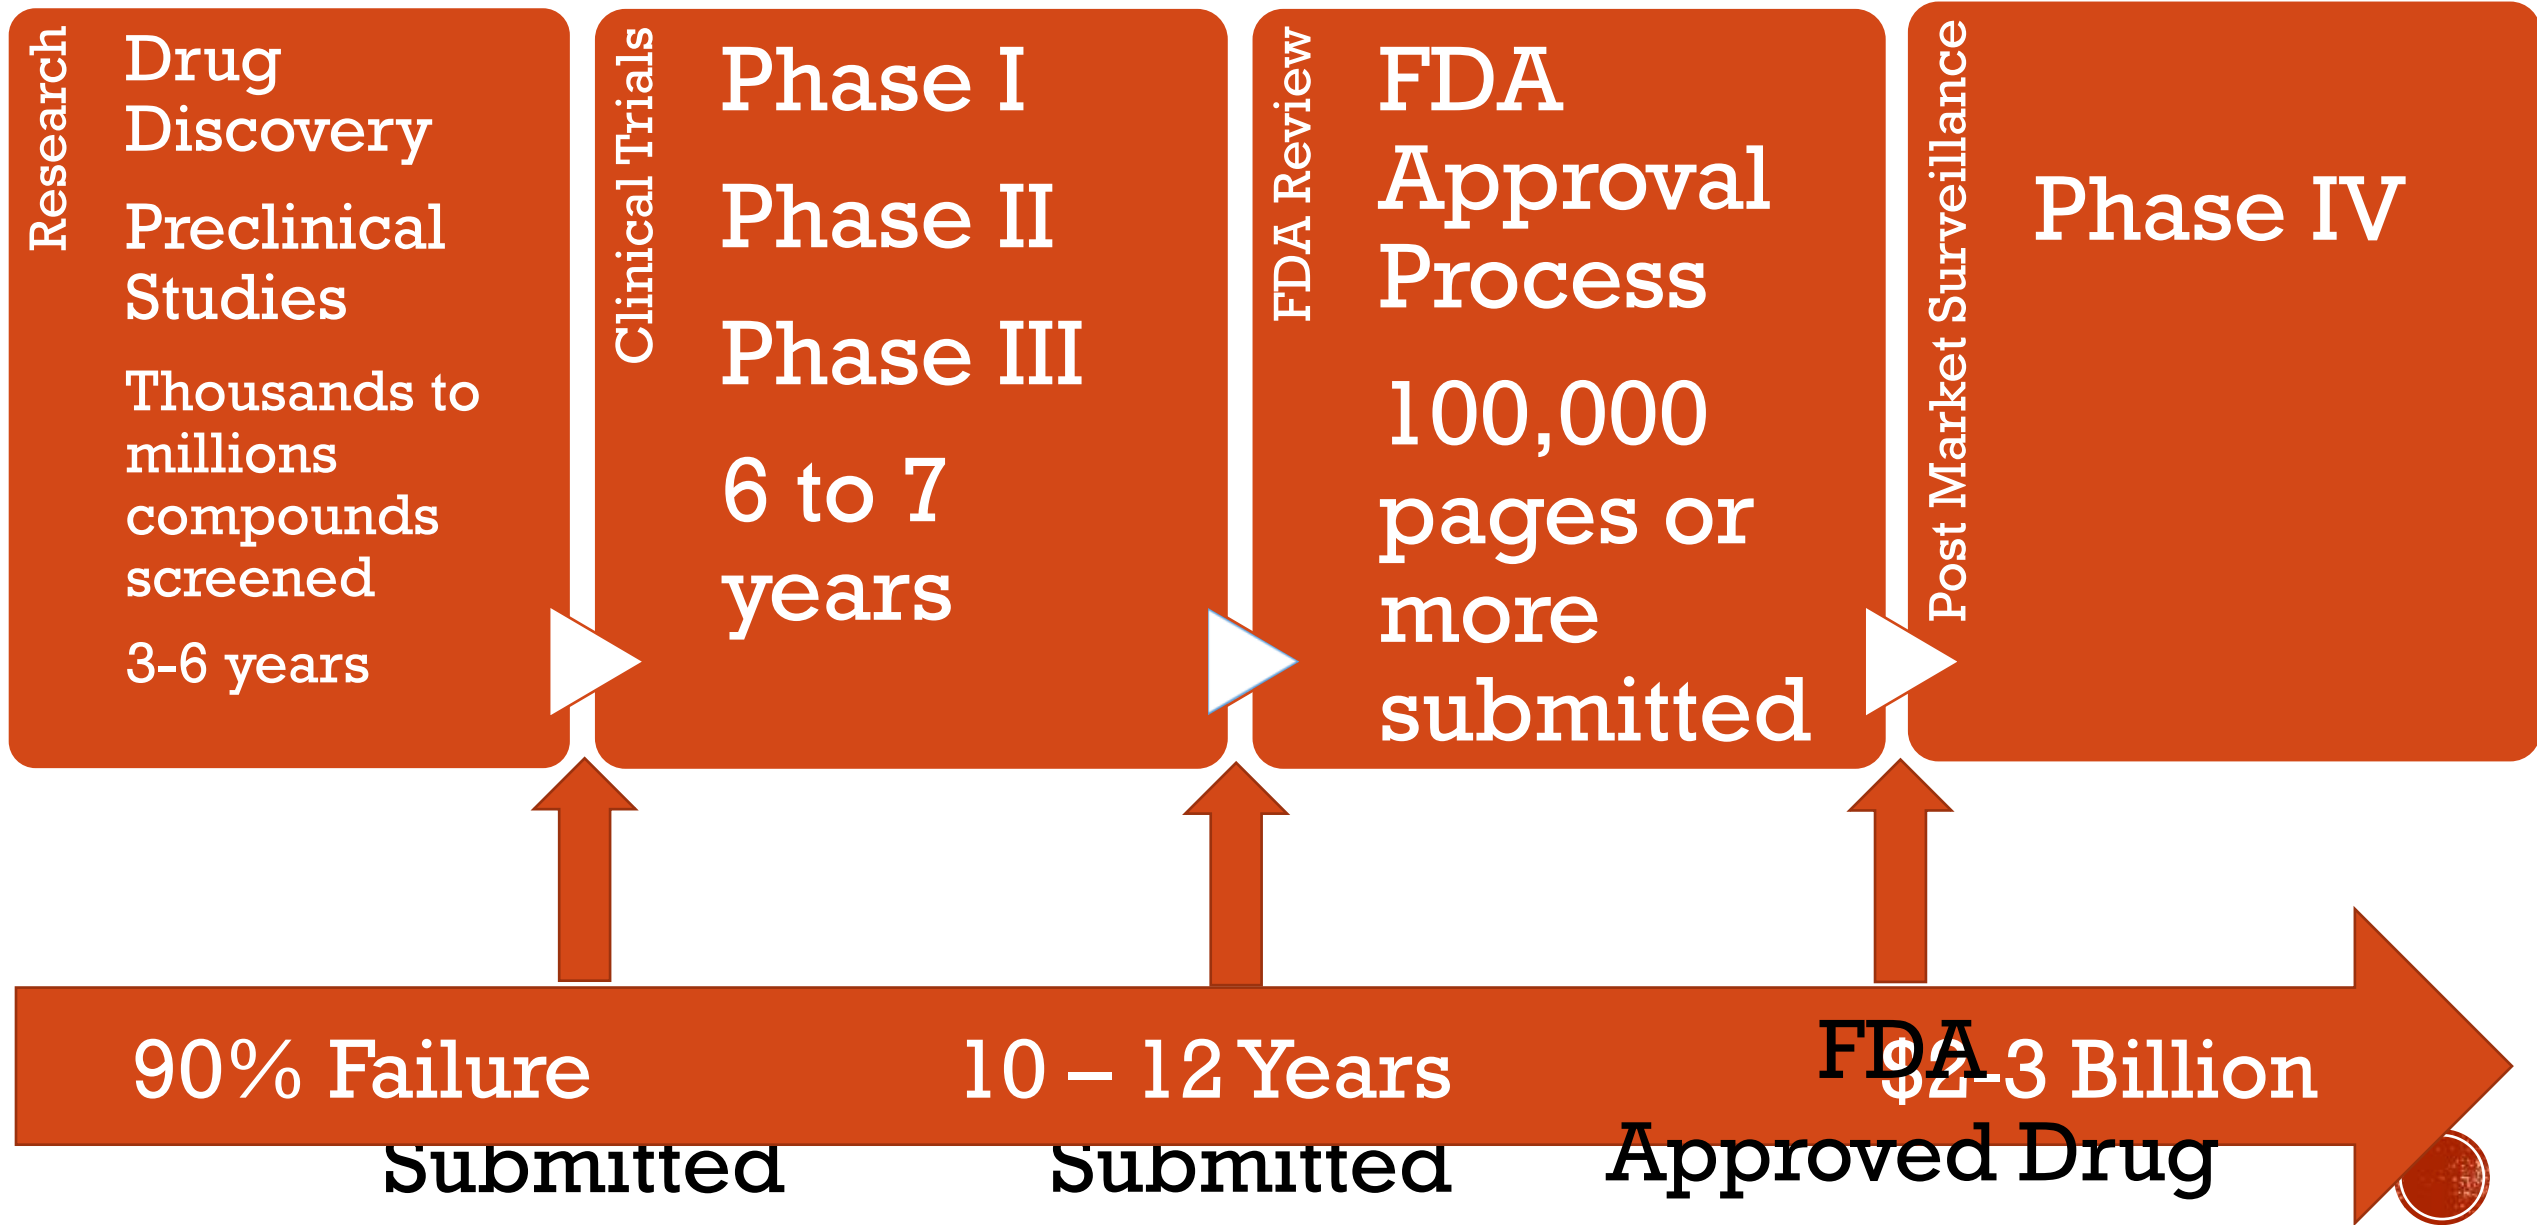 Research
Drug
Discovery
Preclinical
Studies
Thousands to
millions
compounds
screened
3-6 years
Clinical Trials
Phase I
Phase II
Phase III
6 to 7
years
FDA Review
FDA
Approval
Process
100,000
pages or
more
submitted
Post Market Surveillance
Phase IV
90% Failure
10 – 12 Years
$2-3 Billion
FDA
Submitted
Submitted
Approved Drug